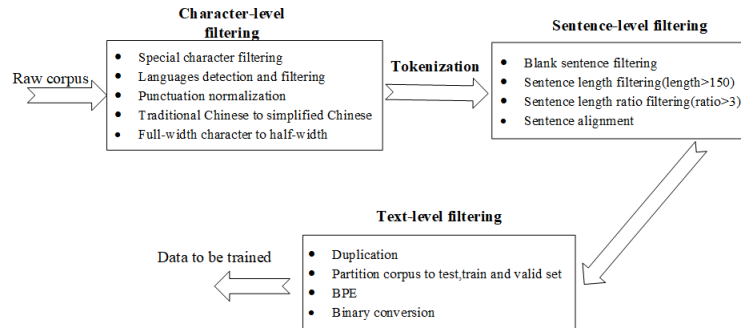 Character-level
filtering
Raw corpus
● Special character filtering
● Languages detection and filtering
● Punctuation normalization
● Traditional Chinese to simplified Chinese
● Full-width character to half-width
Tokenization
Sentence-level filtering
● Blank sentence filtering
● Sentence length filtering(length>150)
● Sentence length ratio filtering(ratio>3)
● Sentence alignment
Text-level filtering
● Duplication
● Partition corpus to test,train and valid set
● BPE
● Binary conversion
Data to be trained